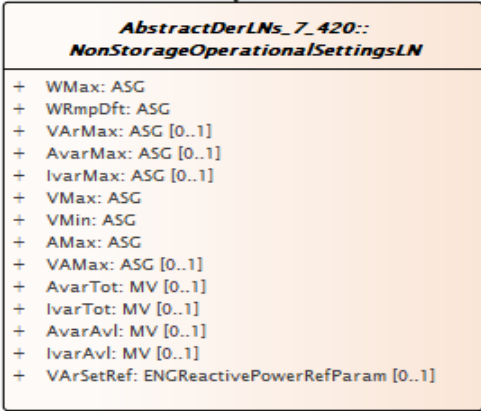 AbstractDerLNs_7_420::
NonStorageOperationalSettingsLN
+ WMax: ASG
+ WRmpDft: ASG
+ VArMax: ASG [0..1]
+ AvarMax: ASG [0..1]
+ IvarMax: ASG [0..1]
+ VMax: ASG
+ VMin: ASG
+ AMax: ASG
+ VAMax: ASG [0..1]
+ AvarTot: MV [0..1]
+ IvarTot: MV [0..1]
+ AvarAvl: MV [0..1]
+ IvarAvl: MV [0..1]
+ VArSetRef: ENGReactivePowerRefParam [0..1]